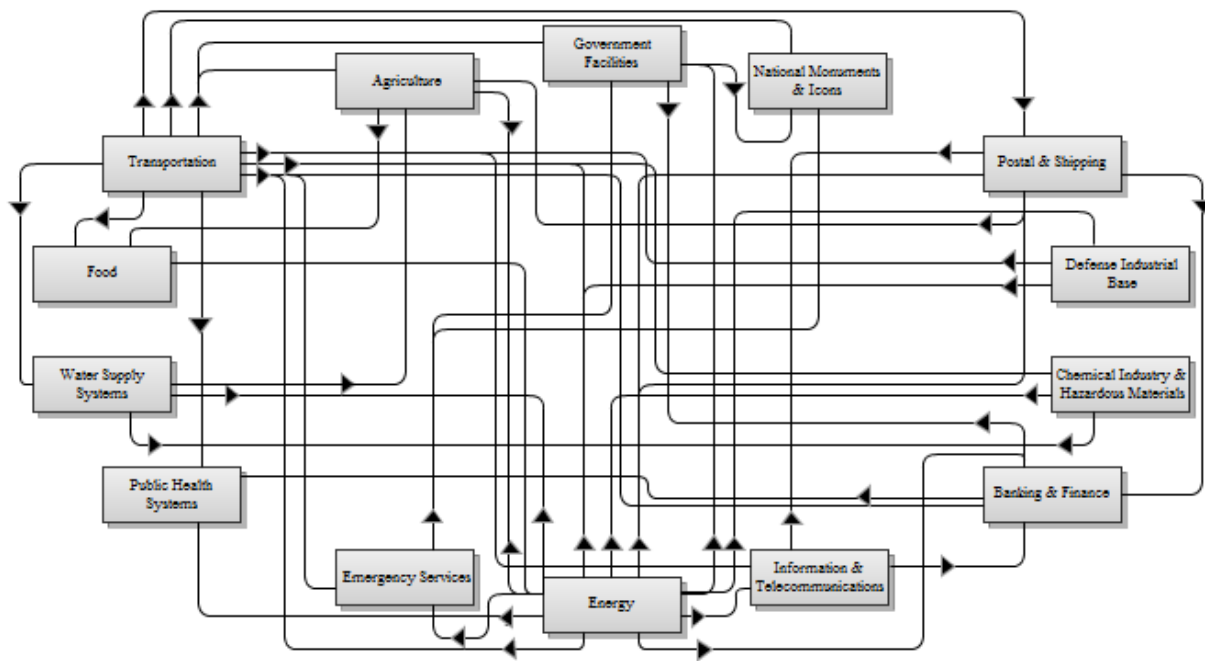 Government
Facilities
Agriculture
National Monuments
& Icons
Transportation
Postal & Shipping
Food
Defense Industrial
Base
Water Supply
Systems
Chemical Industry &
Hazardous Materials
Public Health
Systems
Banking & Finance
Emergency Services
Energy
Information &
Telecommunications